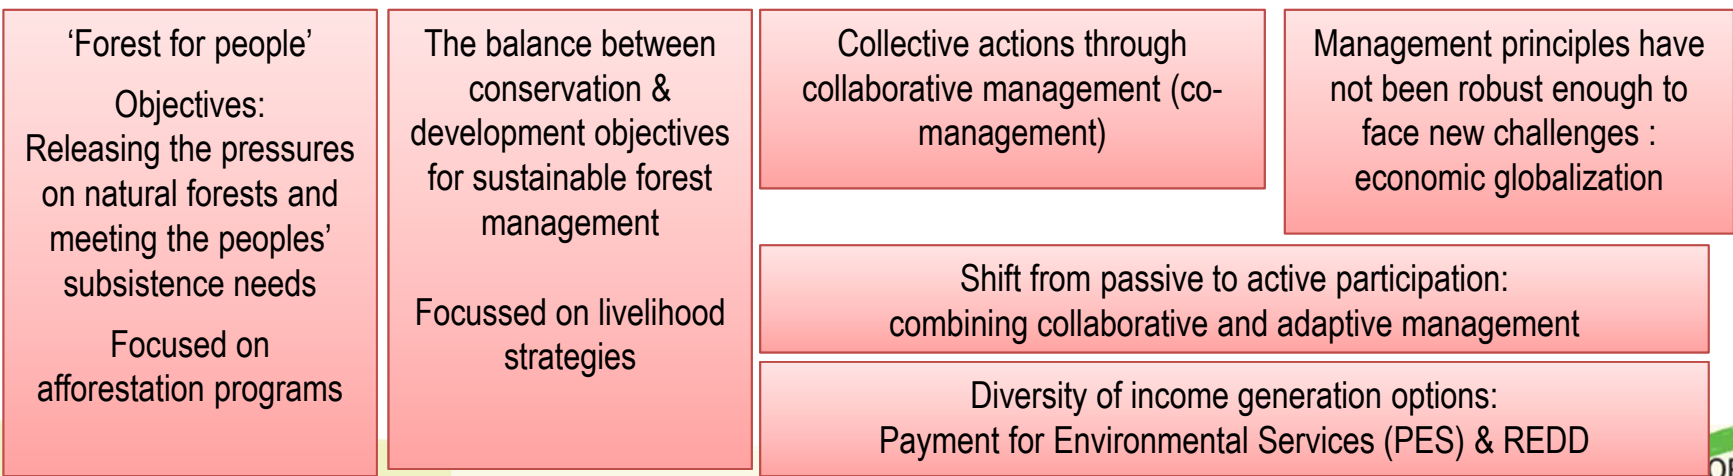 ‘Forest for people’
Objectives:
Releasing the pressures
on natural forests and
meeting the peoples’
subsistence needs
Focused on
afforestation programs
The balance between
conservation &
development objectives
for sustainable forest
management
Focussed on livelihood
strategies
Collective actions through
collaborative management (co-
management)
Management principles have
not been robust enough to
face new challenges :
economic globalization
Shift from passive to active participation:
combining collaborative and adaptive management
Diversity of income generation options:
Payment for Environmental Services (PES) & REDD